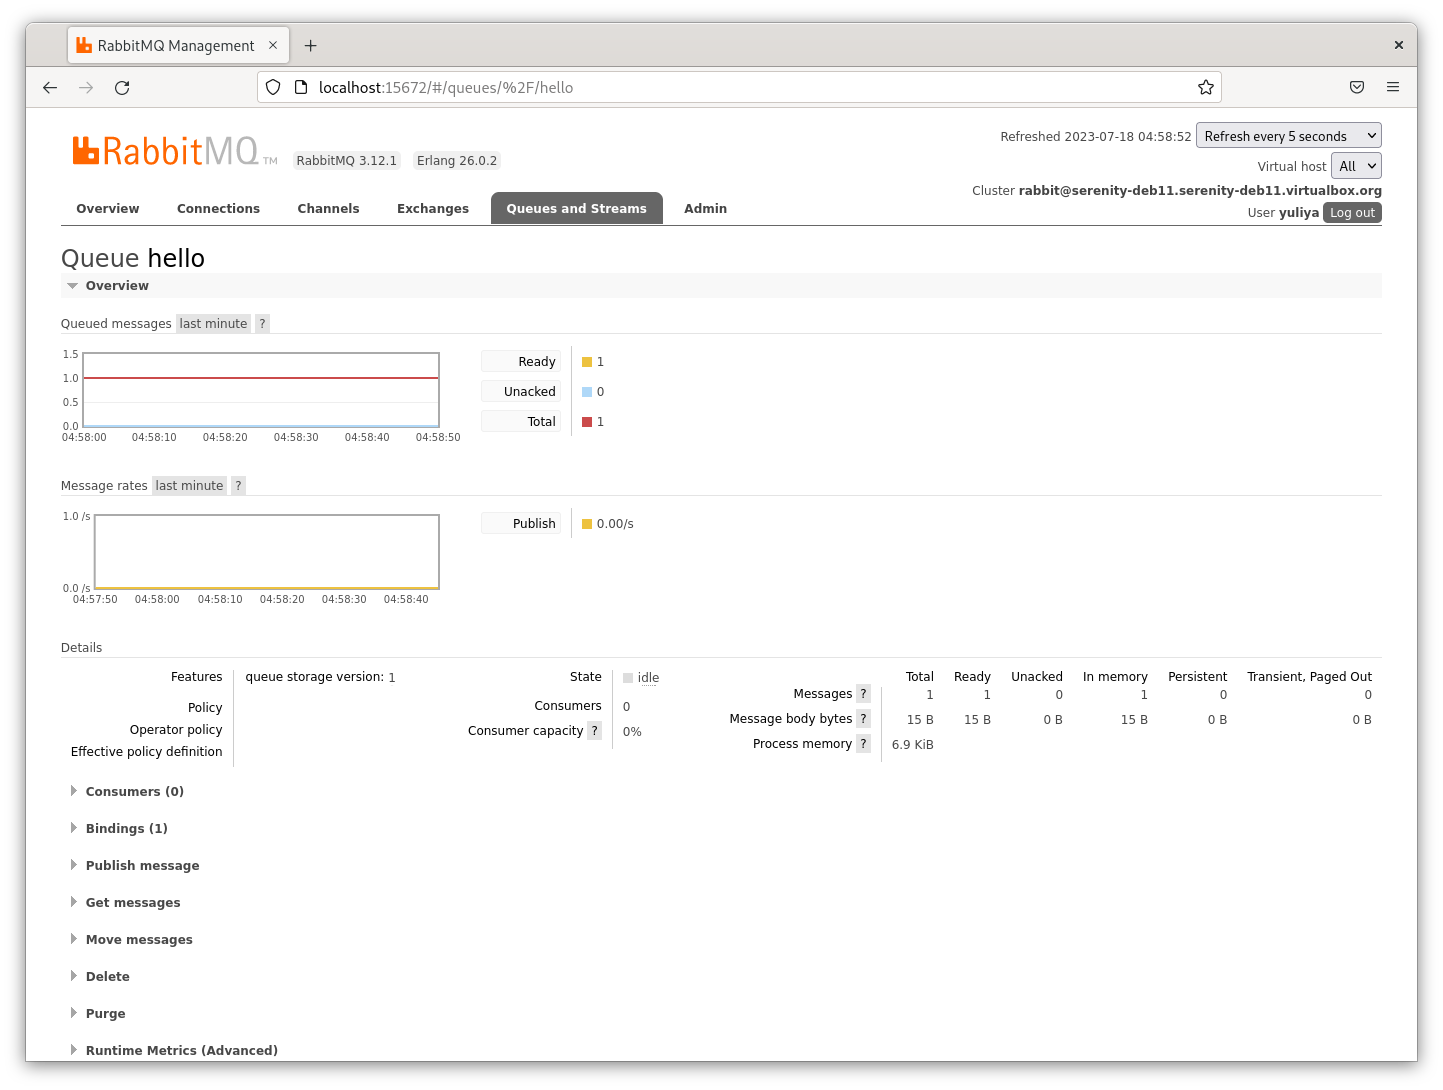 RabbitMQ Management
localhost:15672/#/queues/%2F/hello
RabbitMQ TM
RabbitMQ 3.12.1 Erlang 26.0.2
Refreshed 2023-07-18 04:58:52 Refresh every 5 seconds
Virtual host All
Cluster rabbit@serenity-deb11.serenity-deb11.virtualbox.org
User yuliya Log out
Overview Connections Channels Exchanges Queues and Streams Admin
Queue hello
Overview
Queued messages last minute ?
1.5
1.0
0.5
0.0
04:58:00 04:58:10 04:58:20 04:58:30 04:58:40 04:58:50
Ready 1
Unacked 0
Total 1
Message rates last minute ?
1.0 /s
0.0 /s
04:57:50 04:58:00 04:58:10 04:58:20 04:58:30 04:58:40
Publish 0.00/s
Details
Features queue storage version: 1
Policy
Operator policy
Effective policy definition
State idle
Consumers 0
Consumer capacity ? 0%
Total Ready Unacked In memory Persistent Transient, Paged Out
Messages ? 1 1 0 1 0 0
Message body bytes ? 15 B 15 B 0 B 15 B 0 B 0 B
Process memory ? 6.9 KiB
Consumers (0)
Bindings (1)
Publish message
Get messages
Move messages
Delete
Purge
Runtime Metrics (Advanced)